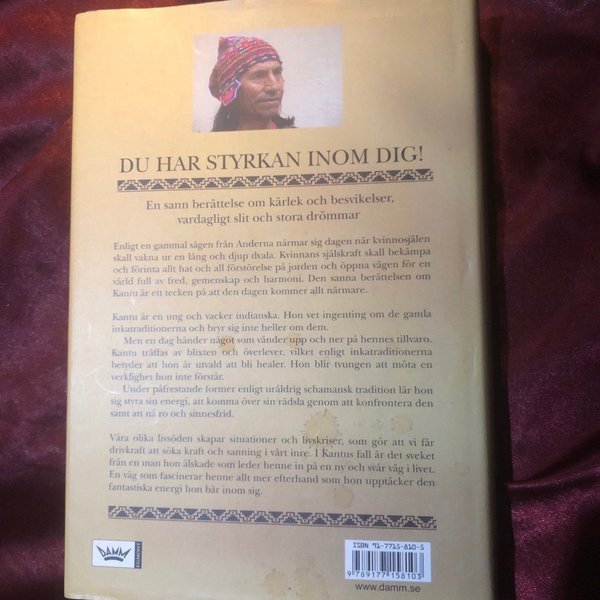 DU HAR STYRKAN INOM DIG!
En sann berättelse om kärlek och besvikelser,
vardagligt slit och stora drömmar
Enligt en gammal sägen från Anderna närmar sig dagen när kvinnosjälen
skall vakna ur en lång och djup dvala. Kvinnans själskraft skall bekämpa
och förinta allt hat och all förstörelse på jorden och öppna vägen för en
värld full av fred, gemenskap och harmoni. Den sanna berättelsen om
Kantu är ett tecken på att den dagen kommer allt närmare.
Kantu är en ung och vacker indianska. Hon vet ingenting om de gamla
inkatraditionerna och bryr sig inte heller om dem.
Men en dag händer något som vänder upp och ner på hennes tillvaro.
Kantu träffas av blixten och överlever, vilket enligt inkatraditionerna
betyder att hon är utvald att bli healer. Hon blir tvungen att möta en
verklighet hon inte förstår.
Under påfrestande former enligt uråldrig schamansk tradition lär hon
sig styra sin energi, att komma över sin rädsla genom att konfrontera den
samt att nå ro och sinnesfrid.
Våra olika livsöden skapar situationer och livskriser, som gör att vi får
drivkraft att söka kraft och sanning i vårt inre. I Kantus fall är det sveket
från en man hon älskade som leder henne in på en ny och svår väg i livet.
En väg som fascinerar henne allt mer efterhand som hon upptäcker den
fantastiska energi hon bär inom sig.
DAMM
EGMONT
ISBN 91-7715-810-5
9 789177 158103
www.damm.se